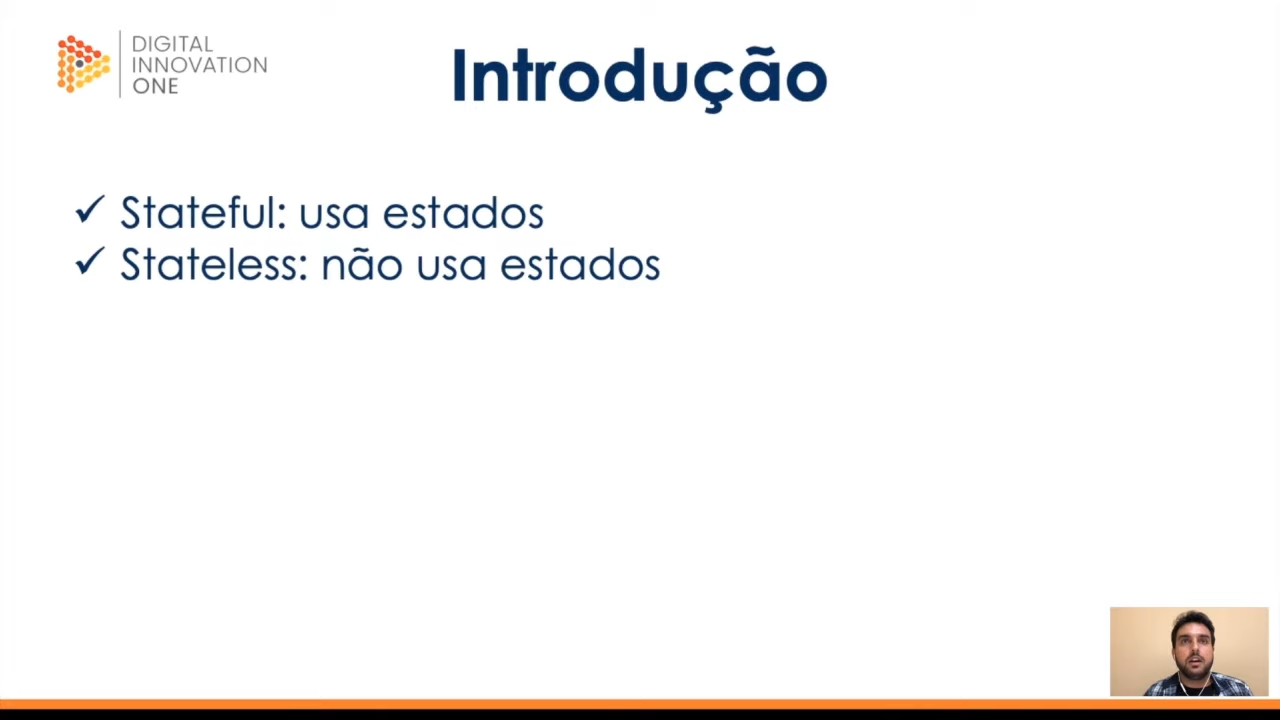 DIGITAL
INNOVATION
ONE
Introdução
✓ Stateful: usa estados
✓ Stateless: não usa estados